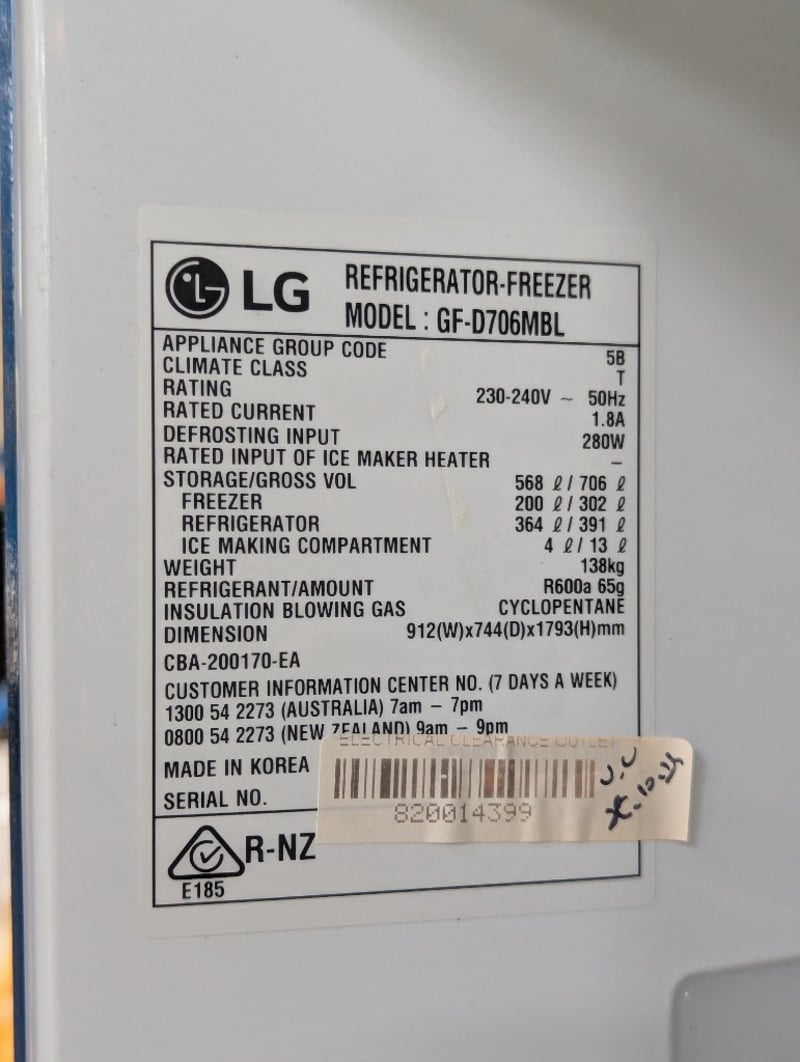 LG
REFRIGERATOR-FREEZER
MODEL : GF-D706MBL
APPLIANCE GROUP CODE 5B
CLIMATE CLASS T
RATING 230-240V ~ 50Hz
RATED CURRENT 1.8A
DEFROSTING INPUT 280W
RATED INPUT OF ICE MAKER HEATER –
STORAGE/GROSS VOL 568 ℓ / 706 ℓ
FREEZER 200 ℓ / 302 ℓ
REFRIGERATOR 364 ℓ / 391 ℓ
ICE MAKING COMPARTMENT 4 ℓ / 13 ℓ
WEIGHT 138kg
REFRIGERANT/AMOUNT R600a 65g
INSULATION BLOWING GAS CYCLOPENTANE
DIMENSION 912(W)x744(D)x1793(H)mm
CBA-200170-EA
CUSTOMER INFORMATION CENTER NO. (7 DAYS A WEEK)
1300 54 2273 (AUSTRALIA) 7am – 7pm
0800 54 2273 (NEW ZEALAND) 9am – 9pm
ELECTRICAL CLEARANCE OUTLET
MADE IN KOREA
820014399
SERIAL NO.
R-NZ
E185